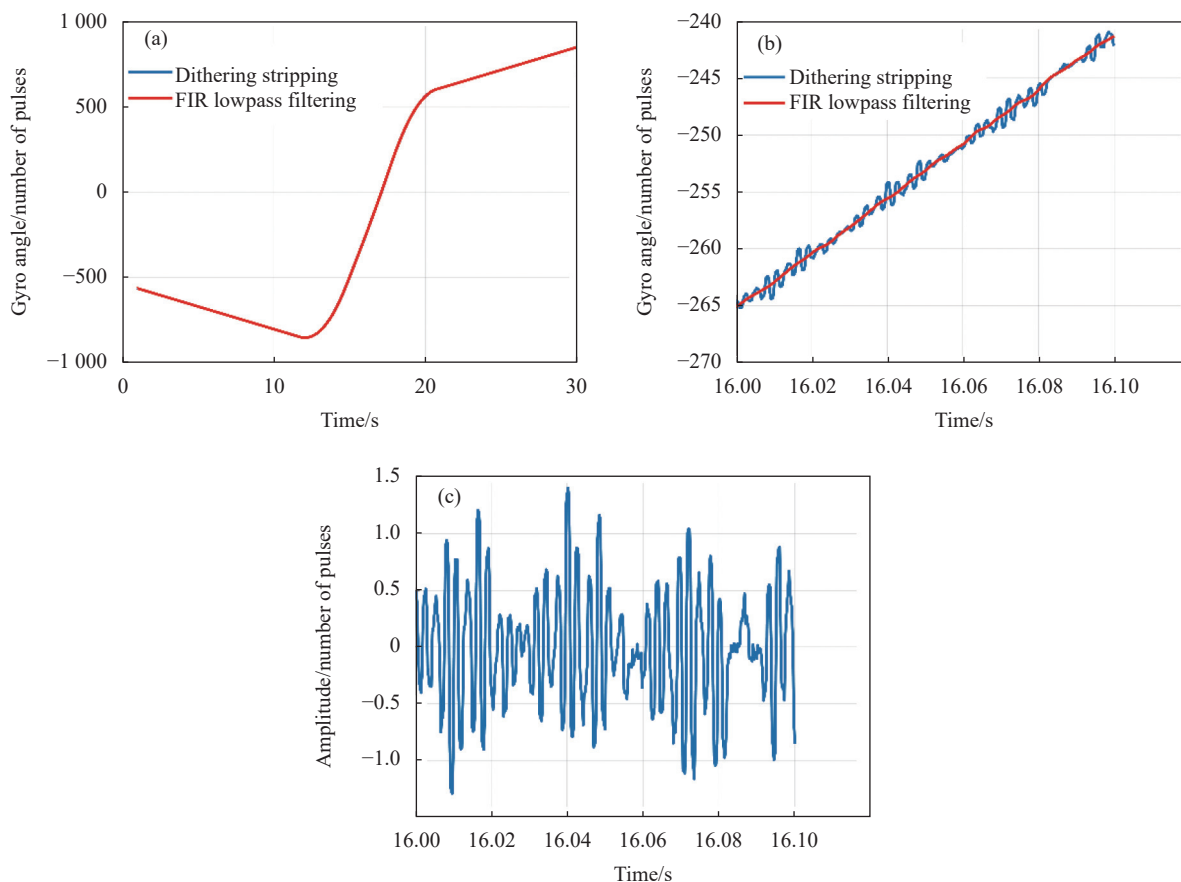 1 000
(a)
Dithering stripping
FIR lowpass filtering
500
0
−500
−1 000
0
10
20
30
Gyro angle/number of pulses
Time/s
−240
(b)
Dithering stripping
FIR lowpass filtering
−245
−250
−255
−260
−265
−270
16.00
16.02
16.04
16.06
16.08
16.10
Gyro angle/number of pulses
Time/s
1.5
(c)
1.0
0.5
0
−0.5
−1.0
16.00
16.02
16.04
16.06
16.08
16.10
Amplitude/number of pulses
Time/s